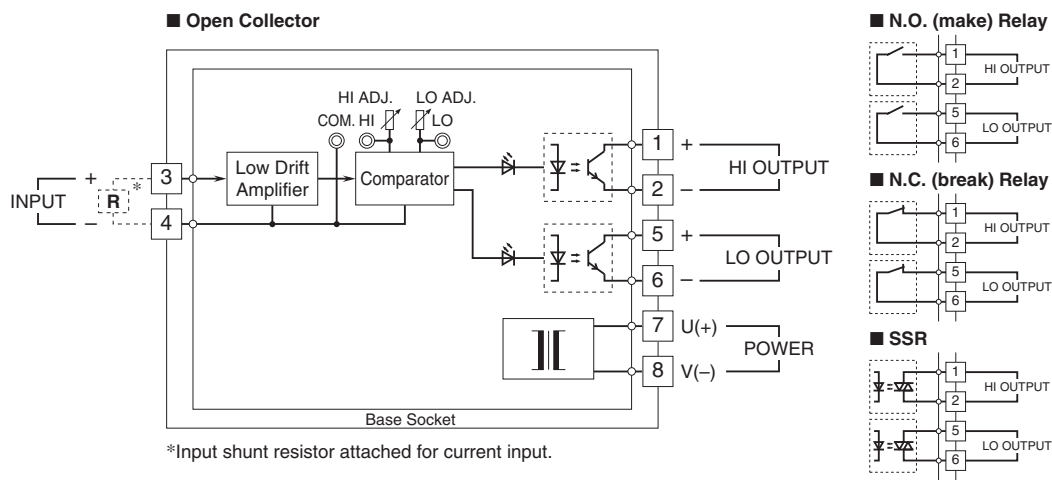 ■ Open Collector
HI ADJ. LO ADJ.
COM. HI LO
INPUT
+
*
R
–
3
4
Low Drift
Amplifier
Comparator
1 +
HI OUTPUT
2 –
5 +
LO OUTPUT
6 –
7 U(+)
POWER
8 V(–)
Base Socket
*Input shunt resistor attached for current input.
■ N.O. (make) Relay
1
HI OUTPUT
2
5
LO OUTPUT
6
■ N.C. (break) Relay
1
HI OUTPUT
2
5
LO OUTPUT
6
■ SSR
1
HI OUTPUT
2
5
LO OUTPUT
6